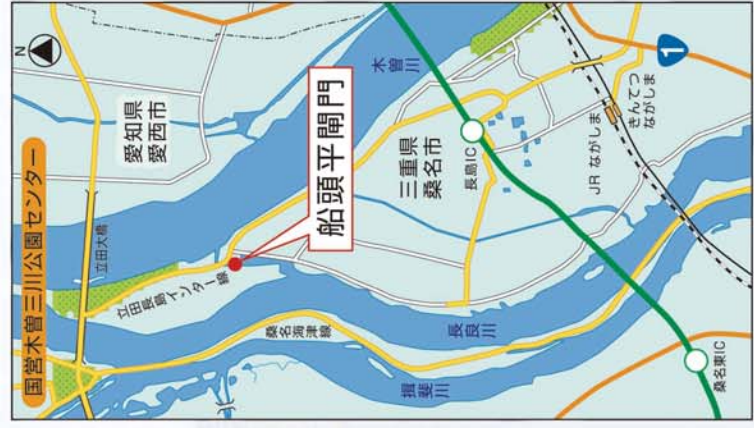 国営木曽三川公園センター
N
愛知県
愛西市
立田大橋
船頭平閘門
立田長島インター線
木曽川
桑名海津線
三重県
桑名市
長島IC
長良川
揖斐川
JR ながしま
きんてつ
ながしま
1
桑名東IC